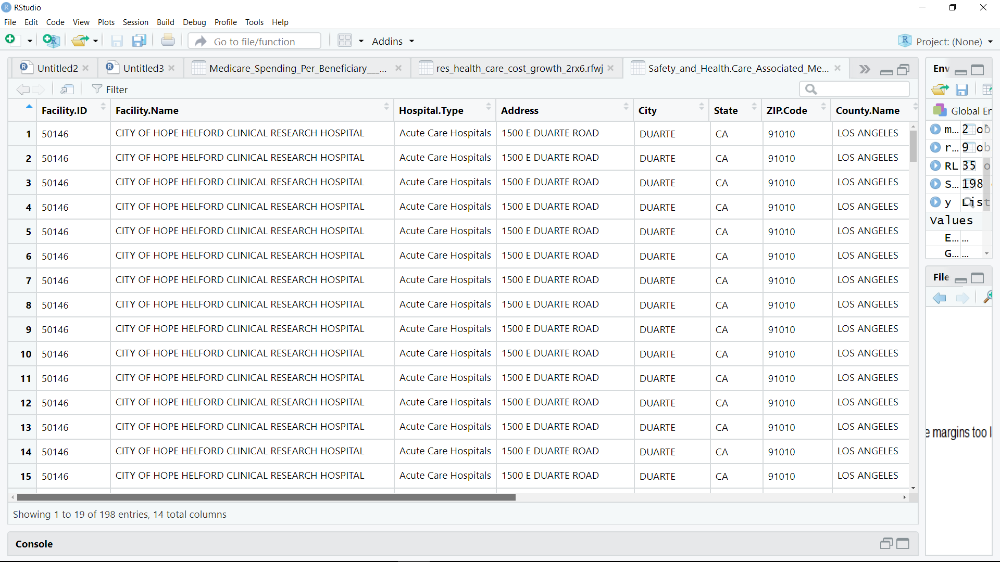 RStudio
File Edit Code View Plots Session Build Debug Profile Tools Help
Go to file/function Addins Project: (None)
Untitled2 Untitled3 Medicare_Spending_Per_Beneficiary___... res_health_care_cost_growth_2rx6.rfwj Safety_and_Health.Care_Associated_Me...
Filter
Facility.ID Facility.Name Hospital.Type Address City State ZIP.Code County.Name
1 50146 CITY OF HOPE HELFORD CLINICAL RESEARCH HOSPITAL Acute Care Hospitals 1500 E DUARTE ROAD DUARTE CA 91010 LOS ANGELES
2 50146 CITY OF HOPE HELFORD CLINICAL RESEARCH HOSPITAL Acute Care Hospitals 1500 E DUARTE ROAD DUARTE CA 91010 LOS ANGELES
3 50146 CITY OF HOPE HELFORD CLINICAL RESEARCH HOSPITAL Acute Care Hospitals 1500 E DUARTE ROAD DUARTE CA 91010 LOS ANGELES
4 50146 CITY OF HOPE HELFORD CLINICAL RESEARCH HOSPITAL Acute Care Hospitals 1500 E DUARTE ROAD DUARTE CA 91010 LOS ANGELES
5 50146 CITY OF HOPE HELFORD CLINICAL RESEARCH HOSPITAL Acute Care Hospitals 1500 E DUARTE ROAD DUARTE CA 91010 LOS ANGELES
6 50146 CITY OF HOPE HELFORD CLINICAL RESEARCH HOSPITAL Acute Care Hospitals 1500 E DUARTE ROAD DUARTE CA 91010 LOS ANGELES
7 50146 CITY OF HOPE HELFORD CLINICAL RESEARCH HOSPITAL Acute Care Hospitals 1500 E DUARTE ROAD DUARTE CA 91010 LOS ANGELES
8 50146 CITY OF HOPE HELFORD CLINICAL RESEARCH HOSPITAL Acute Care Hospitals 1500 E DUARTE ROAD DUARTE CA 91010 LOS ANGELES
9 50146 CITY OF HOPE HELFORD CLINICAL RESEARCH HOSPITAL Acute Care Hospitals 1500 E DUARTE ROAD DUARTE CA 91010 LOS ANGELES
10 50146 CITY OF HOPE HELFORD CLINICAL RESEARCH HOSPITAL Acute Care Hospitals 1500 E DUARTE ROAD DUARTE CA 91010 LOS ANGELES
11 50146 CITY OF HOPE HELFORD CLINICAL RESEARCH HOSPITAL Acute Care Hospitals 1500 E DUARTE ROAD DUARTE CA 91010 LOS ANGELES
12 50146 CITY OF HOPE HELFORD CLINICAL RESEARCH HOSPITAL Acute Care Hospitals 1500 E DUARTE ROAD DUARTE CA 91010 LOS ANGELES
13 50146 CITY OF HOPE HELFORD CLINICAL RESEARCH HOSPITAL Acute Care Hospitals 1500 E DUARTE ROAD DUARTE CA 91010 LOS ANGELES
14 50146 CITY OF HOPE HELFORD CLINICAL RESEARCH HOSPITAL Acute Care Hospitals 1500 E DUARTE ROAD DUARTE CA 91010 LOS ANGELES
15 50146 CITY OF HOPE HELFORD CLINICAL RESEARCH HOSPITAL Acute Care Hospitals 1500 E DUARTE ROAD DUARTE CA 91010 LOS ANGELES
Showing 1 to 19 of 198 entries, 14 total columns
Console
Env
Global En
m... 2 ob
r... 9 ob
RL 35 o
S... 198
y List
Values
E... ...
G... ...
File
e margins too l